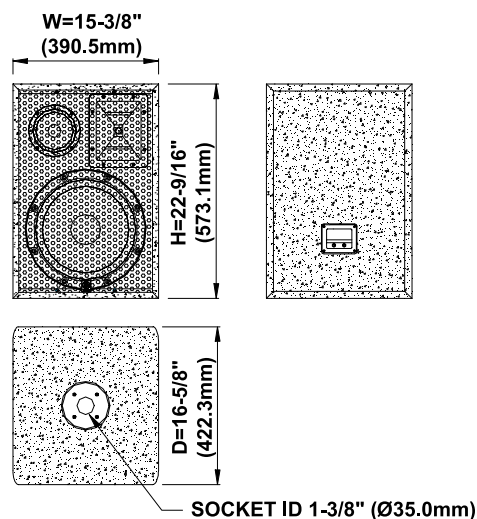 W=15-3/8"
(390.5mm)
H=22-9/16"
(573.1mm)
D=16-5/8"
(422.3mm)
SOCKET ID 1-3/8" (Ø35.0mm)